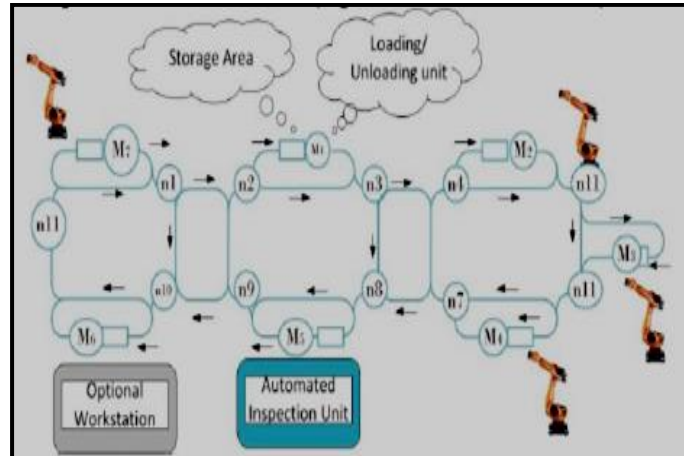 Storage Area
Loading/
Unloading unit
M7
M1
M2
n1
n2
n3
n4
n11
n11
M3
n10
n9
n8
n7
n11
M6
M5
M4
Optional
Workstation
Automated
Inspection Unit